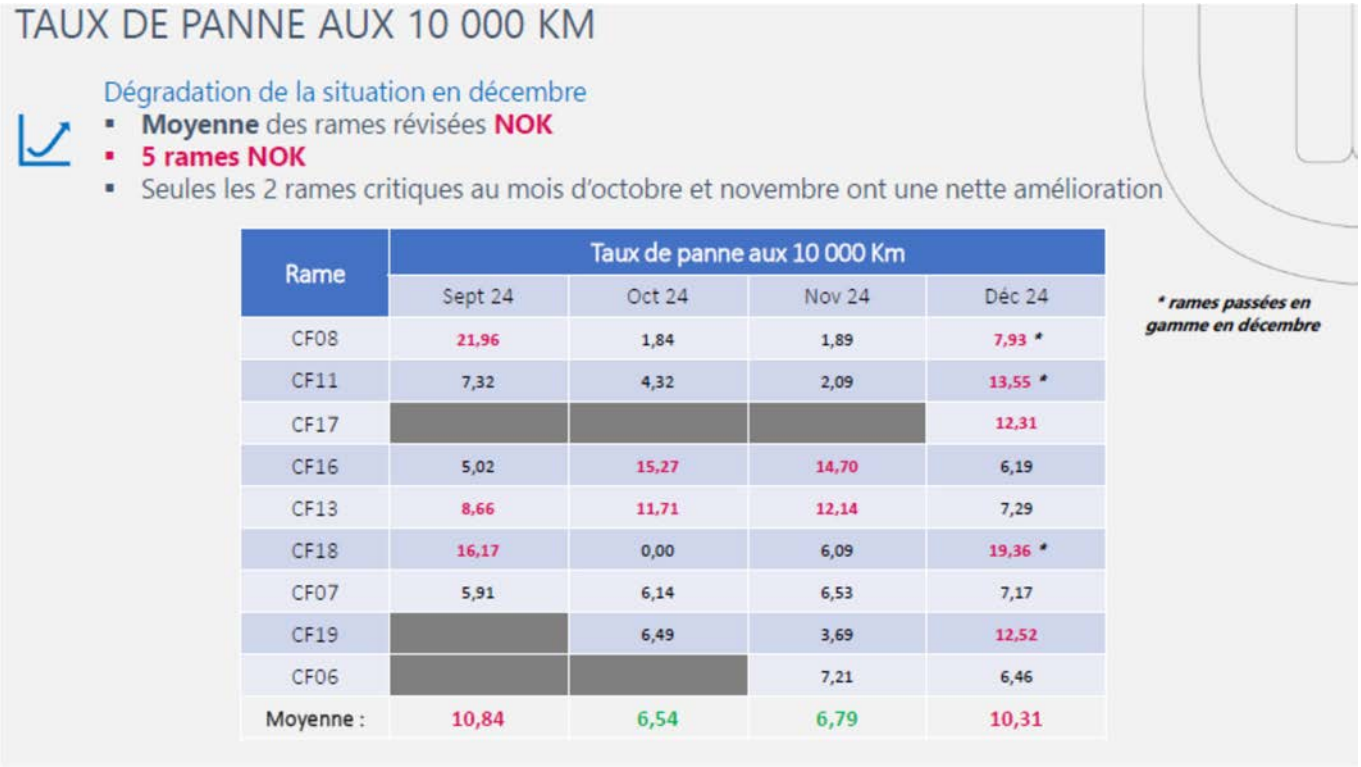 TAUX DE PANNE AUX 10 000 KM
Dégradation de la situation en décembre
▪ Moyenne des rames révisées NOK
▪ 5 rames NOK
▪ Seules les 2 rames critiques au mois d'octobre et novembre ont une nette amélioration
Rame Taux de panne aux 10 000 Km
Sept 24 Oct 24 Nov 24 Déc 24
* rames passées en
gamme en décembre
CF08 21,96 1,84 1,89 7,93 *
CF11 7,32 4,32 2,09 13,55 *
CF17 12,31
CF16 5,02 15,27 14,70 6,19
CF13 8,66 11,71 12,14 7,29
CF18 16,17 0,00 6,09 19,36 *
CF07 5,91 6,14 6,53 7,17
CF19 6,49 3,69 12,52
CF06 7,21 6,46
Moyenne : 10,84 6,54 6,79 10,31